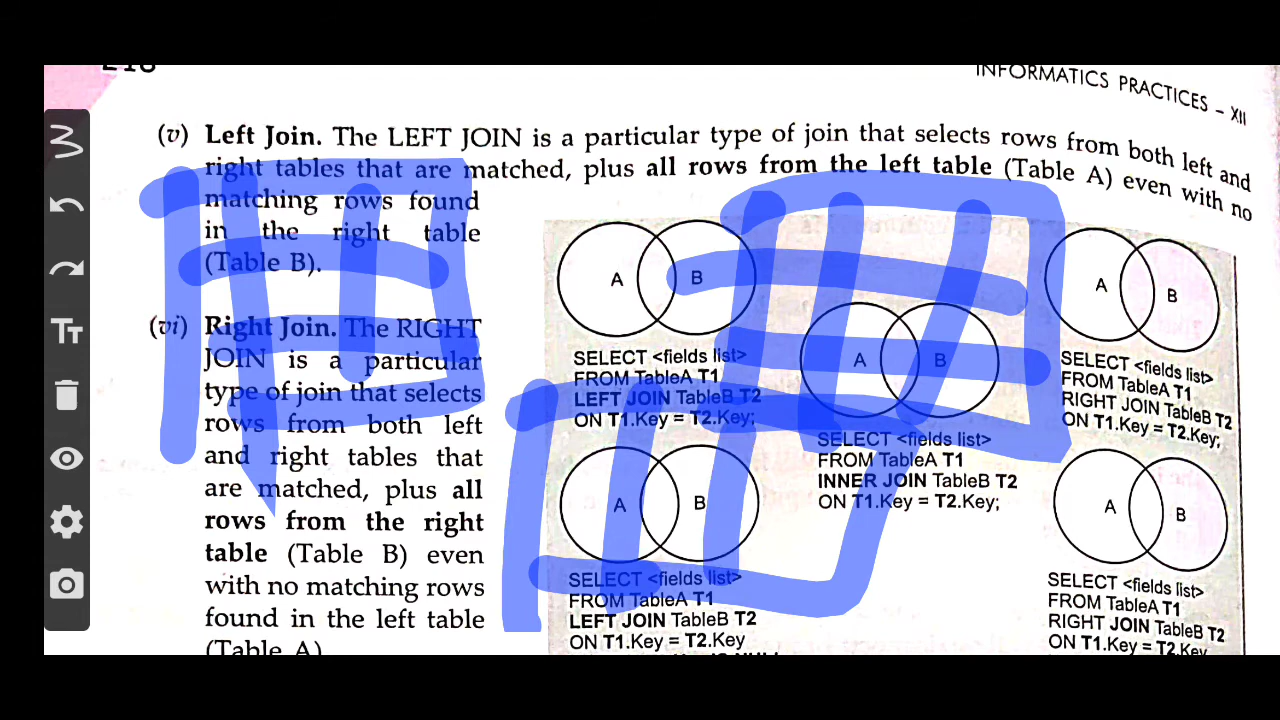 INFORMATICS PRACTICES – XII
(v) Left Join. The LEFT JOIN is a particular type of join that selects rows from both left and
right tables that are matched, plus all rows from the left table (Table A) even with no
matching rows found
in the right table
(Table B).
(vi) Right Join. The RIGHT
JOIN is a particular
type of join that selects
rows from both left
and right tables that
are matched, plus all
rows from the right
table (Table B) even
with no matching rows
found in the left table
(Table A)
A B
SELECT <fields list>
FROM TableA T1
LEFT JOIN TableB T2
ON T1.Key = T2.Key;
A B
SELECT <fields list>
FROM TableA T1
LEFT JOIN TableB T2
ON T1.Key = T2.Key
A B
SELECT <fields list>
FROM TableA T1
INNER JOIN TableB T2
ON T1.Key = T2.Key;
A B
SELECT <fields list>
FROM TableA T1
RIGHT JOIN TableB T2
ON T1.Key = T2.Key;
A B
SELECT <fields list>
FROM TableA T1
RIGHT JOIN TableB T2
ON T1.Key = T2.Key
TT